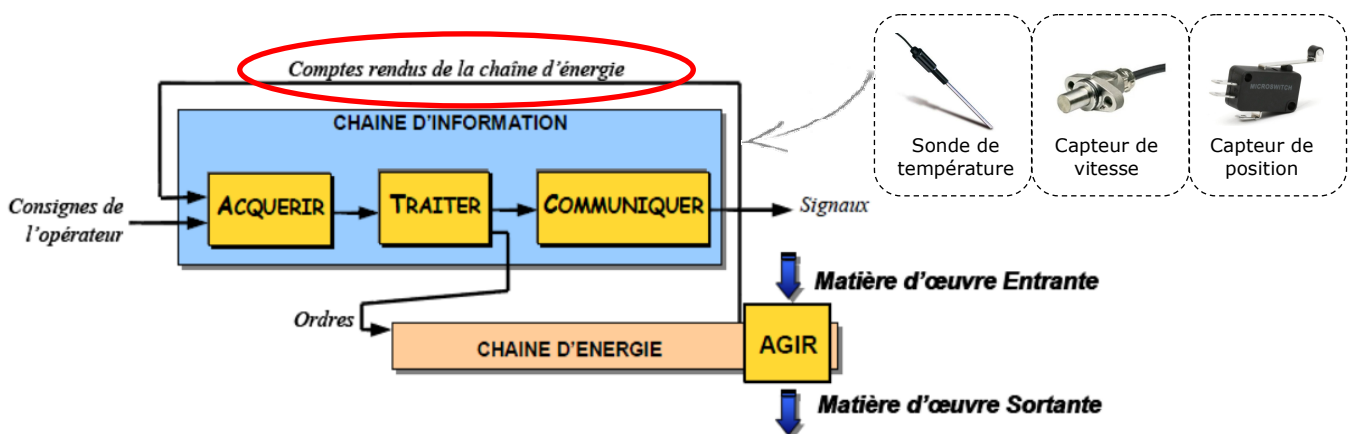 Comptes rendus de la chaîne d'énergie
CHAINE D'INFORMATION
Consignes de
l'opérateur
ACQUERIR
TRAITER
COMMUNIQUER
Signaux
Ordres
CHAINE D'ENERGIE
AGIR
Matière d'œuvre Entrante
Matière d'œuvre Sortante
Sonde de
température
Capteur de
vitesse
MICROSWITCH
Capteur de
position